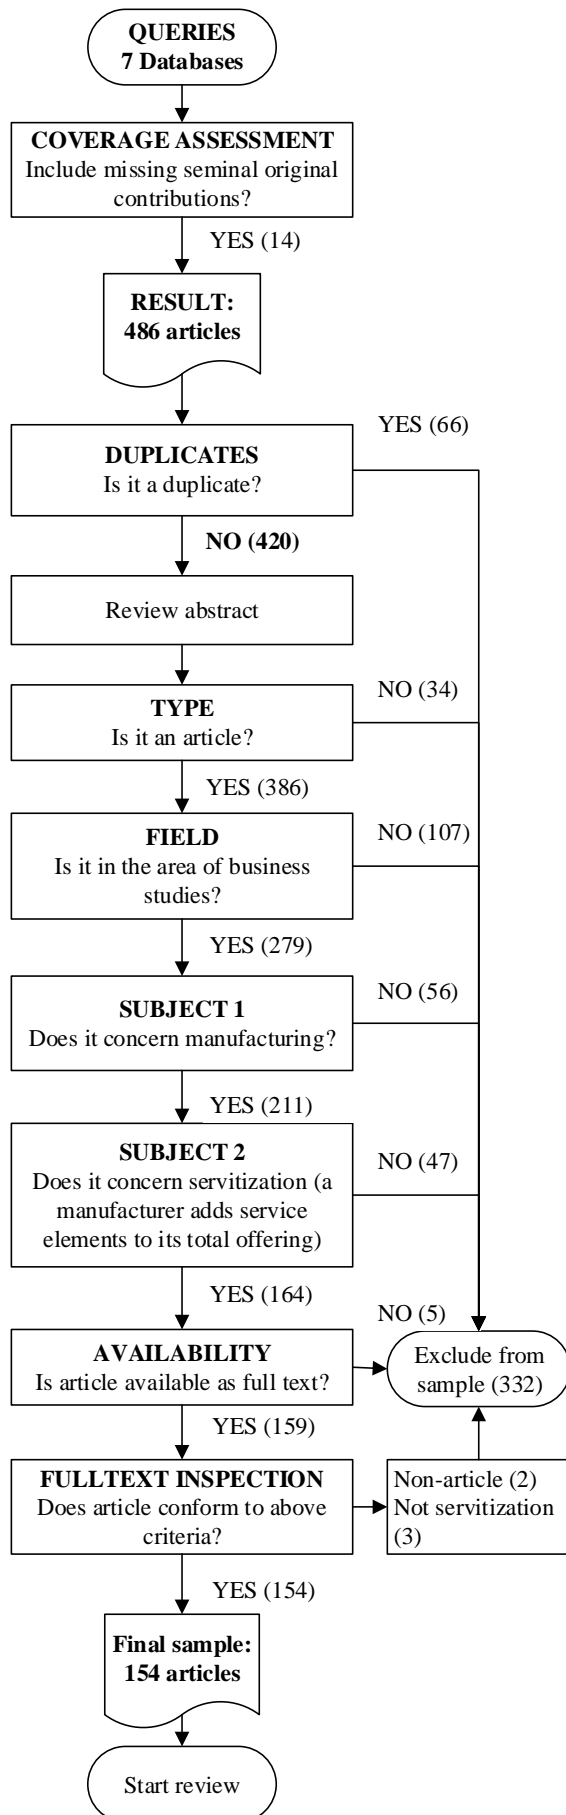 QUERIES
7 Databases
COVERAGE ASSESSMENT
Include missing seminal original
contributions?
YES (14)
RESULT:
486 articles
YES (66)
DUPLICATES
Is it a duplicate?
NO (420)
Review abstract
NO (34)
TYPE
Is it an article?
YES (386)
NO (107)
FIELD
Is it in the area of business
studies?
YES (279)
NO (56)
SUBJECT 1
Does it concern manufacturing?
YES (211)
NO (47)
SUBJECT 2
Does it concern servitization (a
manufacturer adds service
elements to its total offering)
YES (164)
NO (5)
AVAILABILITY
Is article available as full text?
Exclude from
sample (332)
YES (159)
FULLTEXT INSPECTION
Does article conform to above
criteria?
Non-article (2)
Not servitization
(3)
YES (154)
Final sample:
154 articles
Start review